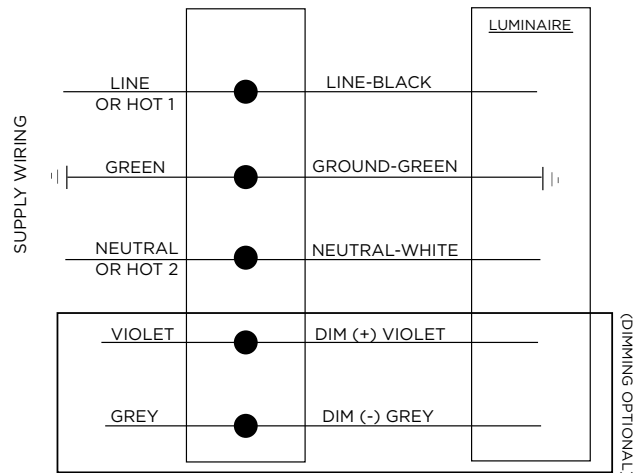 LUMINAIRE
LINE
OR HOT 1
LINE-BLACK
SUPPLY WIRING
GREEN
GROUND-GREEN
NEUTRAL
OR HOT 2
NEUTRAL-WHITE
VIOLET
DIM (+) VIOLET
(DIMMING OPTIONAL)
GREY
DIM (-) GREY